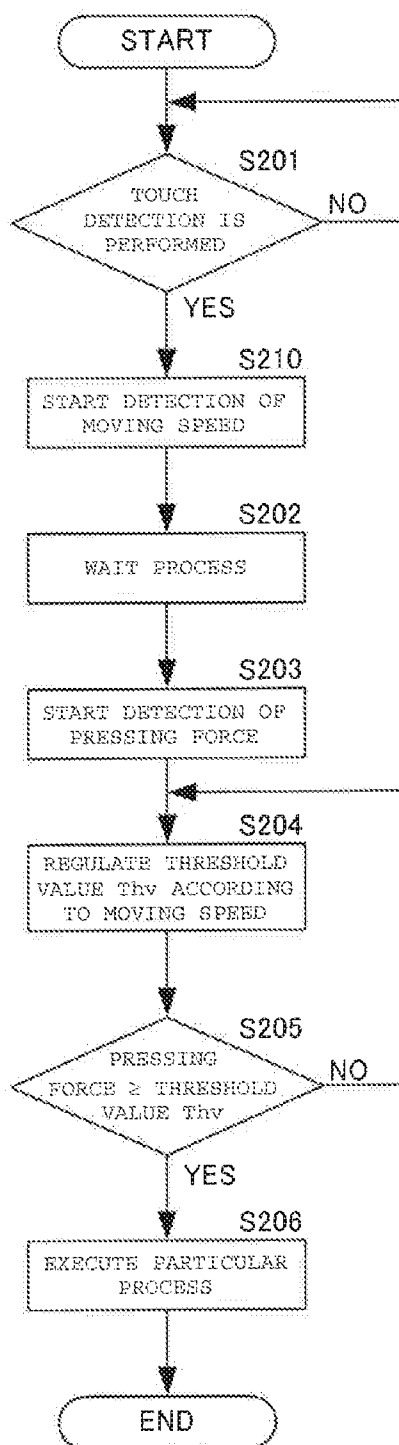 START
S201
TOUCH
DETECTION IS
PERFORMED
NO
YES
S210
START DETECTION OF
MOVING SPEED
S202
WAIT PROCESS
S203
START DETECTION OF
PRESSING FORCE
S204
REGULATE THRESHOLD
VALUE Thv ACCORDING
TO MOVING SPEED
S205
PRESSING
FORCE ≥ THRESHOLD
VALUE Thv
NO
YES
S206
EXECUTE PARTICULAR
PROCESS
END